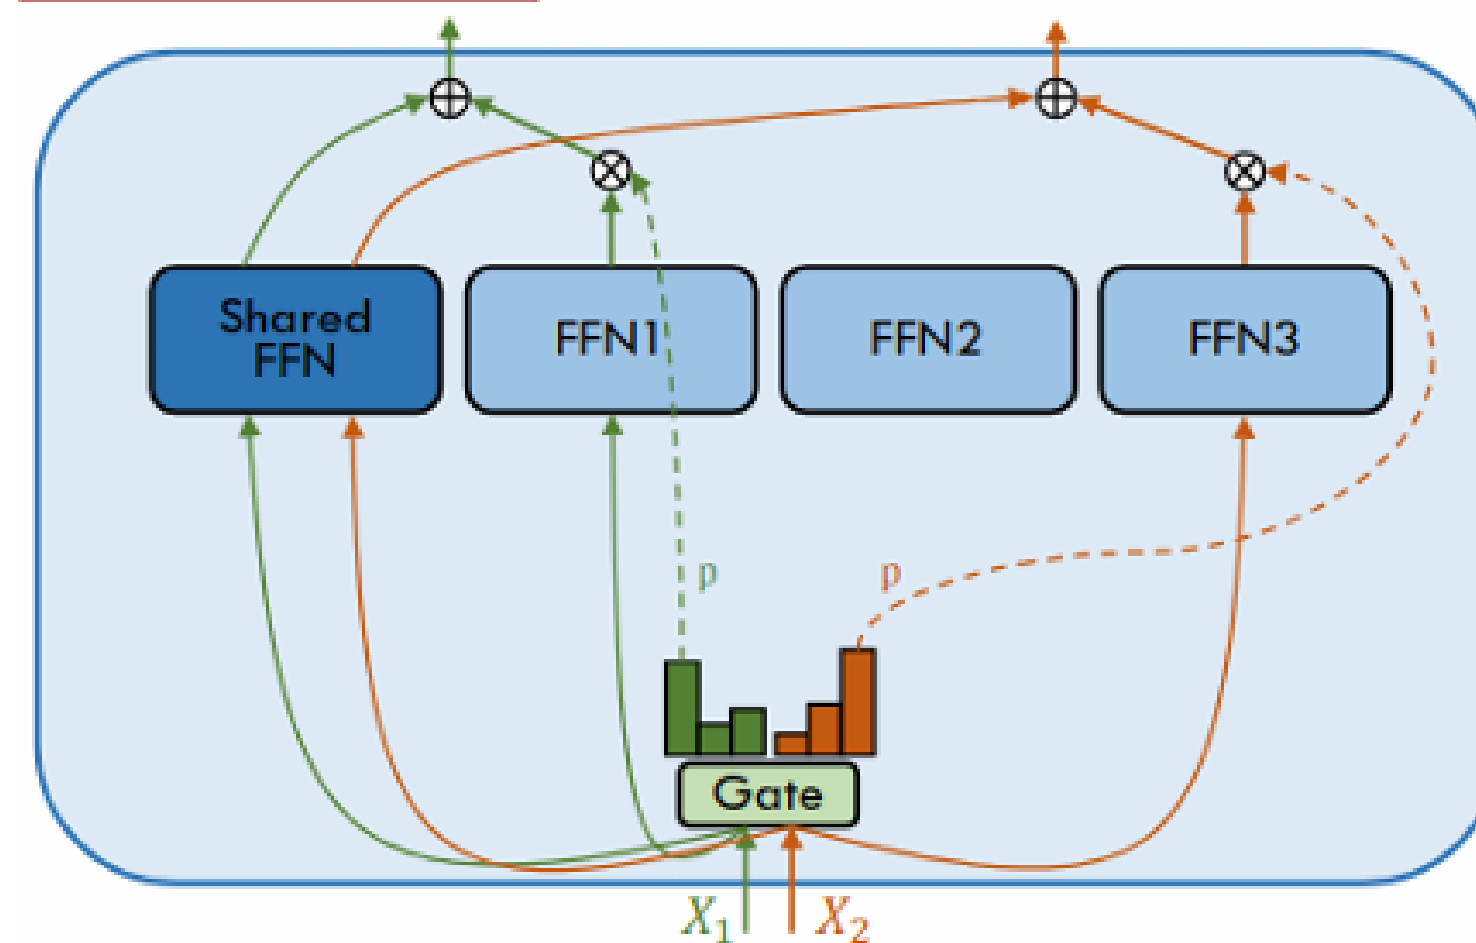 Shared
FFN
FFN1
FFN2
FFN3
p
p
Gate
X₁
X₂